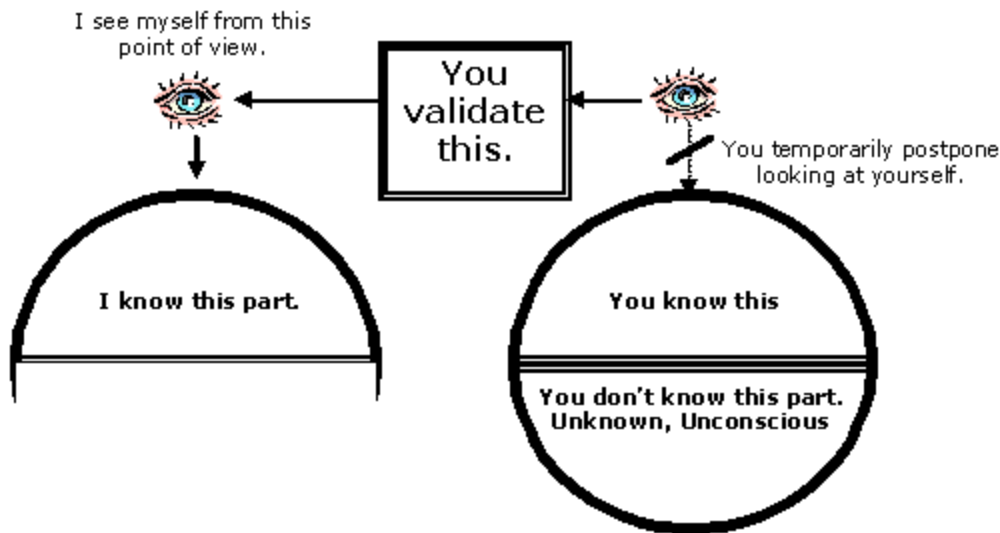 I see myself from this
point of view.
You
validate
this.
You temporarily postpone
looking at yourself.
I know this part.
You know this
You don't know this part.
Unknown, Unconscious